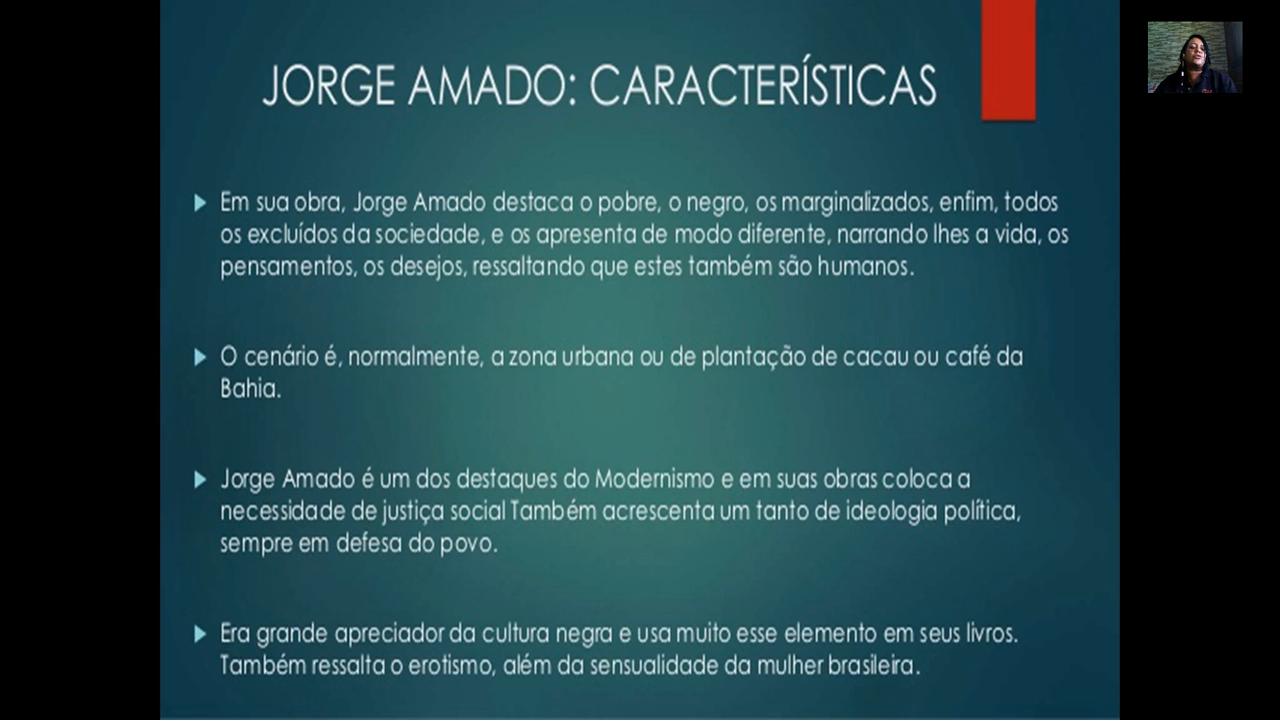 JORGE AMADO: CARACTERÍSTICAS
Em sua obra, Jorge Amado destaca o pobre, o negro, os marginalizados, enfim, todos
os excluídos da sociedade, e os apresenta de modo diferente, narrando lhes a vida, os
pensamentos, os desejos, ressaltando que estes também são humanos.
O cenário é, normalmente, a zona urbana ou de plantação de cacau ou café da
Bahia.
Jorge Amado é um dos destaques do Modernismo e em suas obras coloca a
necessidade de justiça social Também acrescenta um tanto de ideologia política,
sempre em defesa do povo.
Era grande apreciador da cultura negra e usa muito esse elemento em seus livros.
Também ressalta o erotismo, além da sensualidade da mulher brasileira.